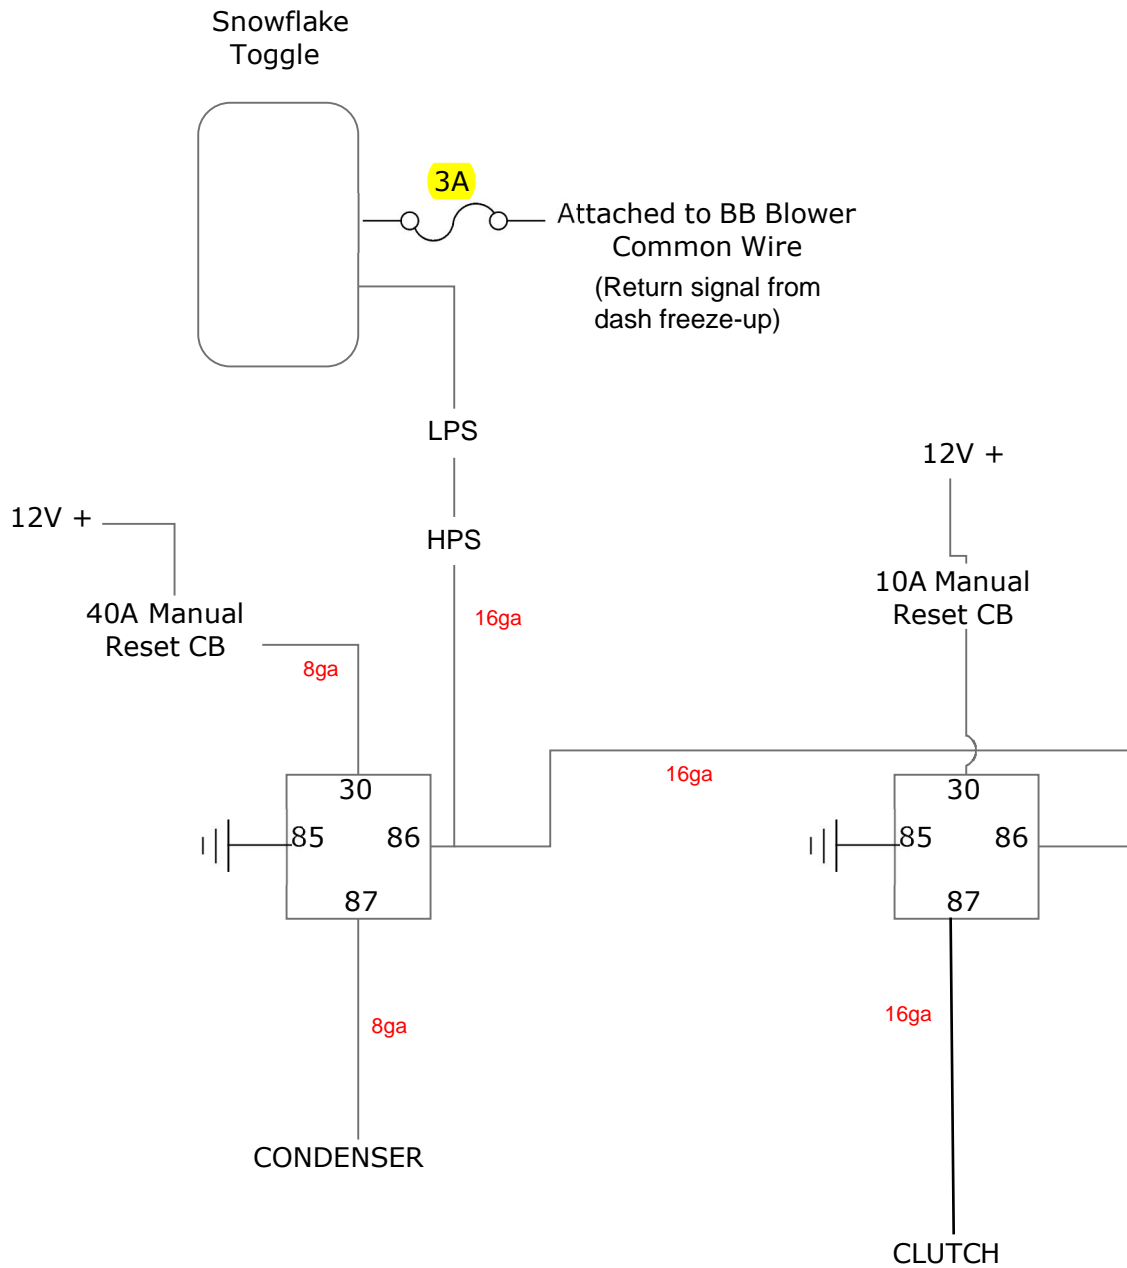 Snowflake
Toggle
3A
Attached to BB Blower
Common Wire
(Return signal from
dash freeze-up)
LPS
12V +
12V +
HPS
10A Manual
Reset CB
40A Manual
Reset CB
16ga
8ga
16ga
30
85
86
87
30
85
86
87
16ga
8ga
CONDENSER
CLUTCH